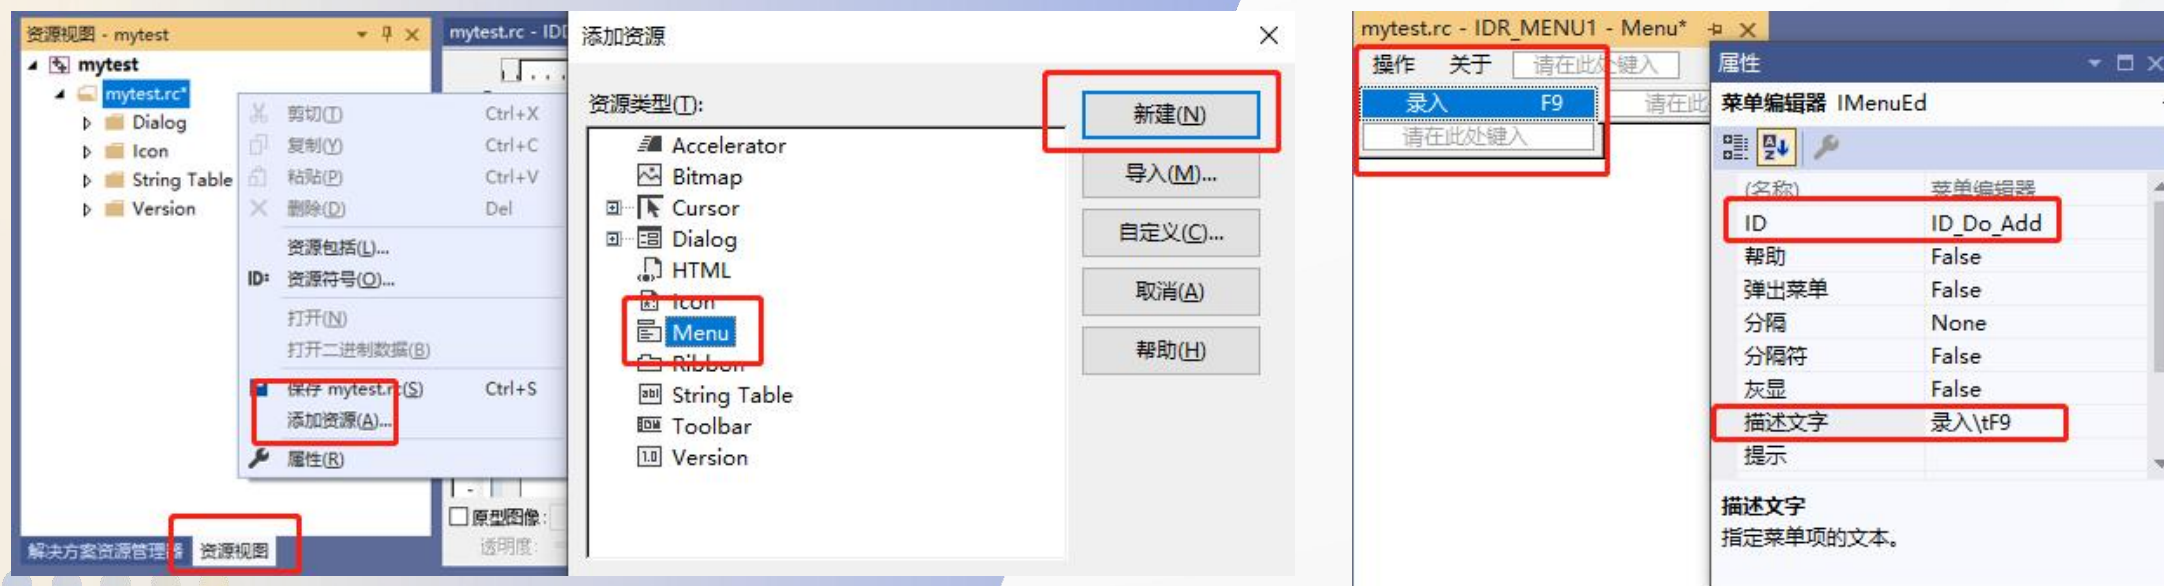 资源视图 - mytest
mytest
mytest.rc*
Dialog
Icon
String Table
Version
剪切(T) Ctrl+X
复制(Y) Ctrl+C
粘贴(P) Ctrl+V
删除(D) Del
资源包括(L)...
ID: 资源符号(O)...
打开(N)
打开二进制数据(B)
保存 mytest.rc(S) Ctrl+S
添加资源(A)...
属性(R)
解决方案资源管理器 资源视图
mytest.rc - IDD
原型图像:
透明度:
添加资源
资源类型(T):
Accelerator
Bitmap
Cursor
Dialog
HTML
Icon
Menu
Ribbon
String Table
Toolbar
Version
新建(N)
导入(M)...
自定义(C)...
取消(A)
帮助(H)
mytest.rc - IDR_MENU1 - Menu*
操作 关于 请在此处键入
录入 F9 请在此
请在此处键入
属性
菜单编辑器 IMenuEd
(名称) 菜单编辑器
ID ID_Do_Add
帮助 False
弹出菜单 False
分隔 None
分隔符 False
灰显 False
描述文字 录入\tF9
提示
描述文字
指定菜单项的文本。